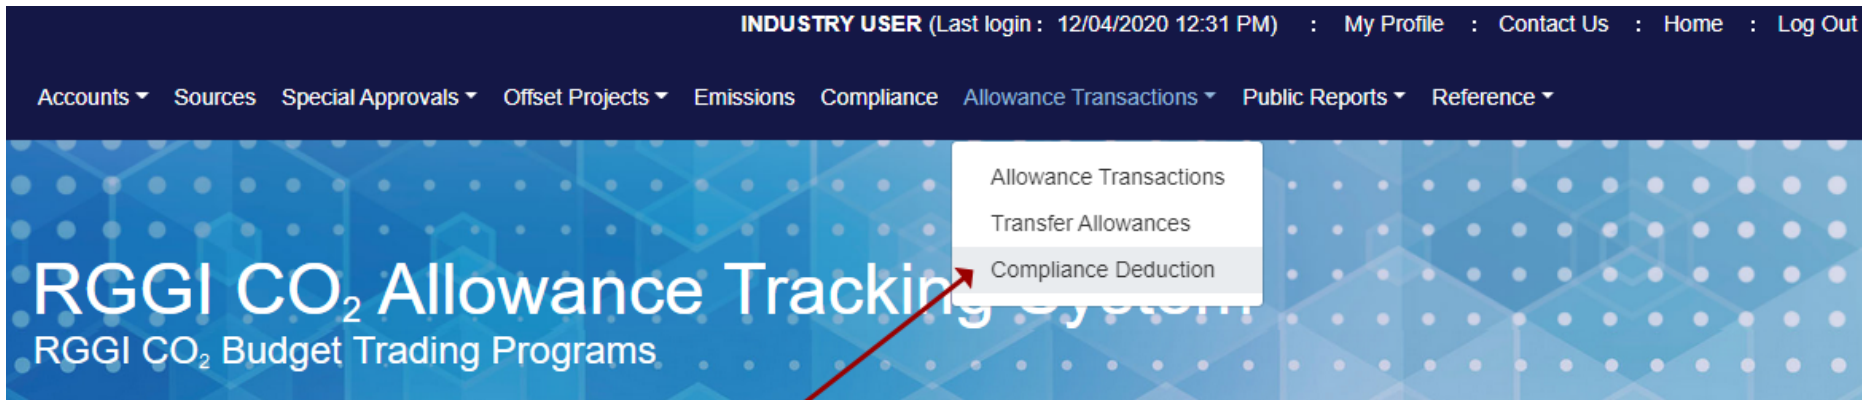 INDUSTRY USER (Last login : 12/04/2020 12:31 PM) : My Profile : Contact Us : Home : Log Out
Accounts Sources Special Approvals Offset Projects Emissions Compliance Allowance Transactions Public Reports Reference
Allowance Transactions
Transfer Allowances
Compliance Deduction
RGGI CO₂ Allowance Tracking System
RGGI CO₂ Budget Trading Programs